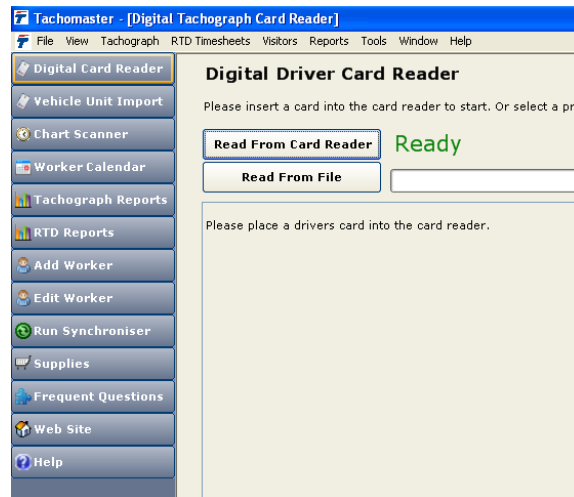 Tachomaster - [Digital Tachograph Card Reader]
File View Tachograph RTD Timesheets Visitors Reports Tools Window Help
Digital Card Reader
Vehicle Unit Import
Chart Scanner
Worker Calendar
Tachograph Reports
RTD Reports
Add Worker
Edit Worker
Run Synchroniser
Supplies
Frequent Questions
Web Site
Help
Digital Driver Card Reader
Please insert a card into the card reader to start. Or select a pr
Read From Card Reader Ready
Read From File
Please place a drivers card into the card reader.